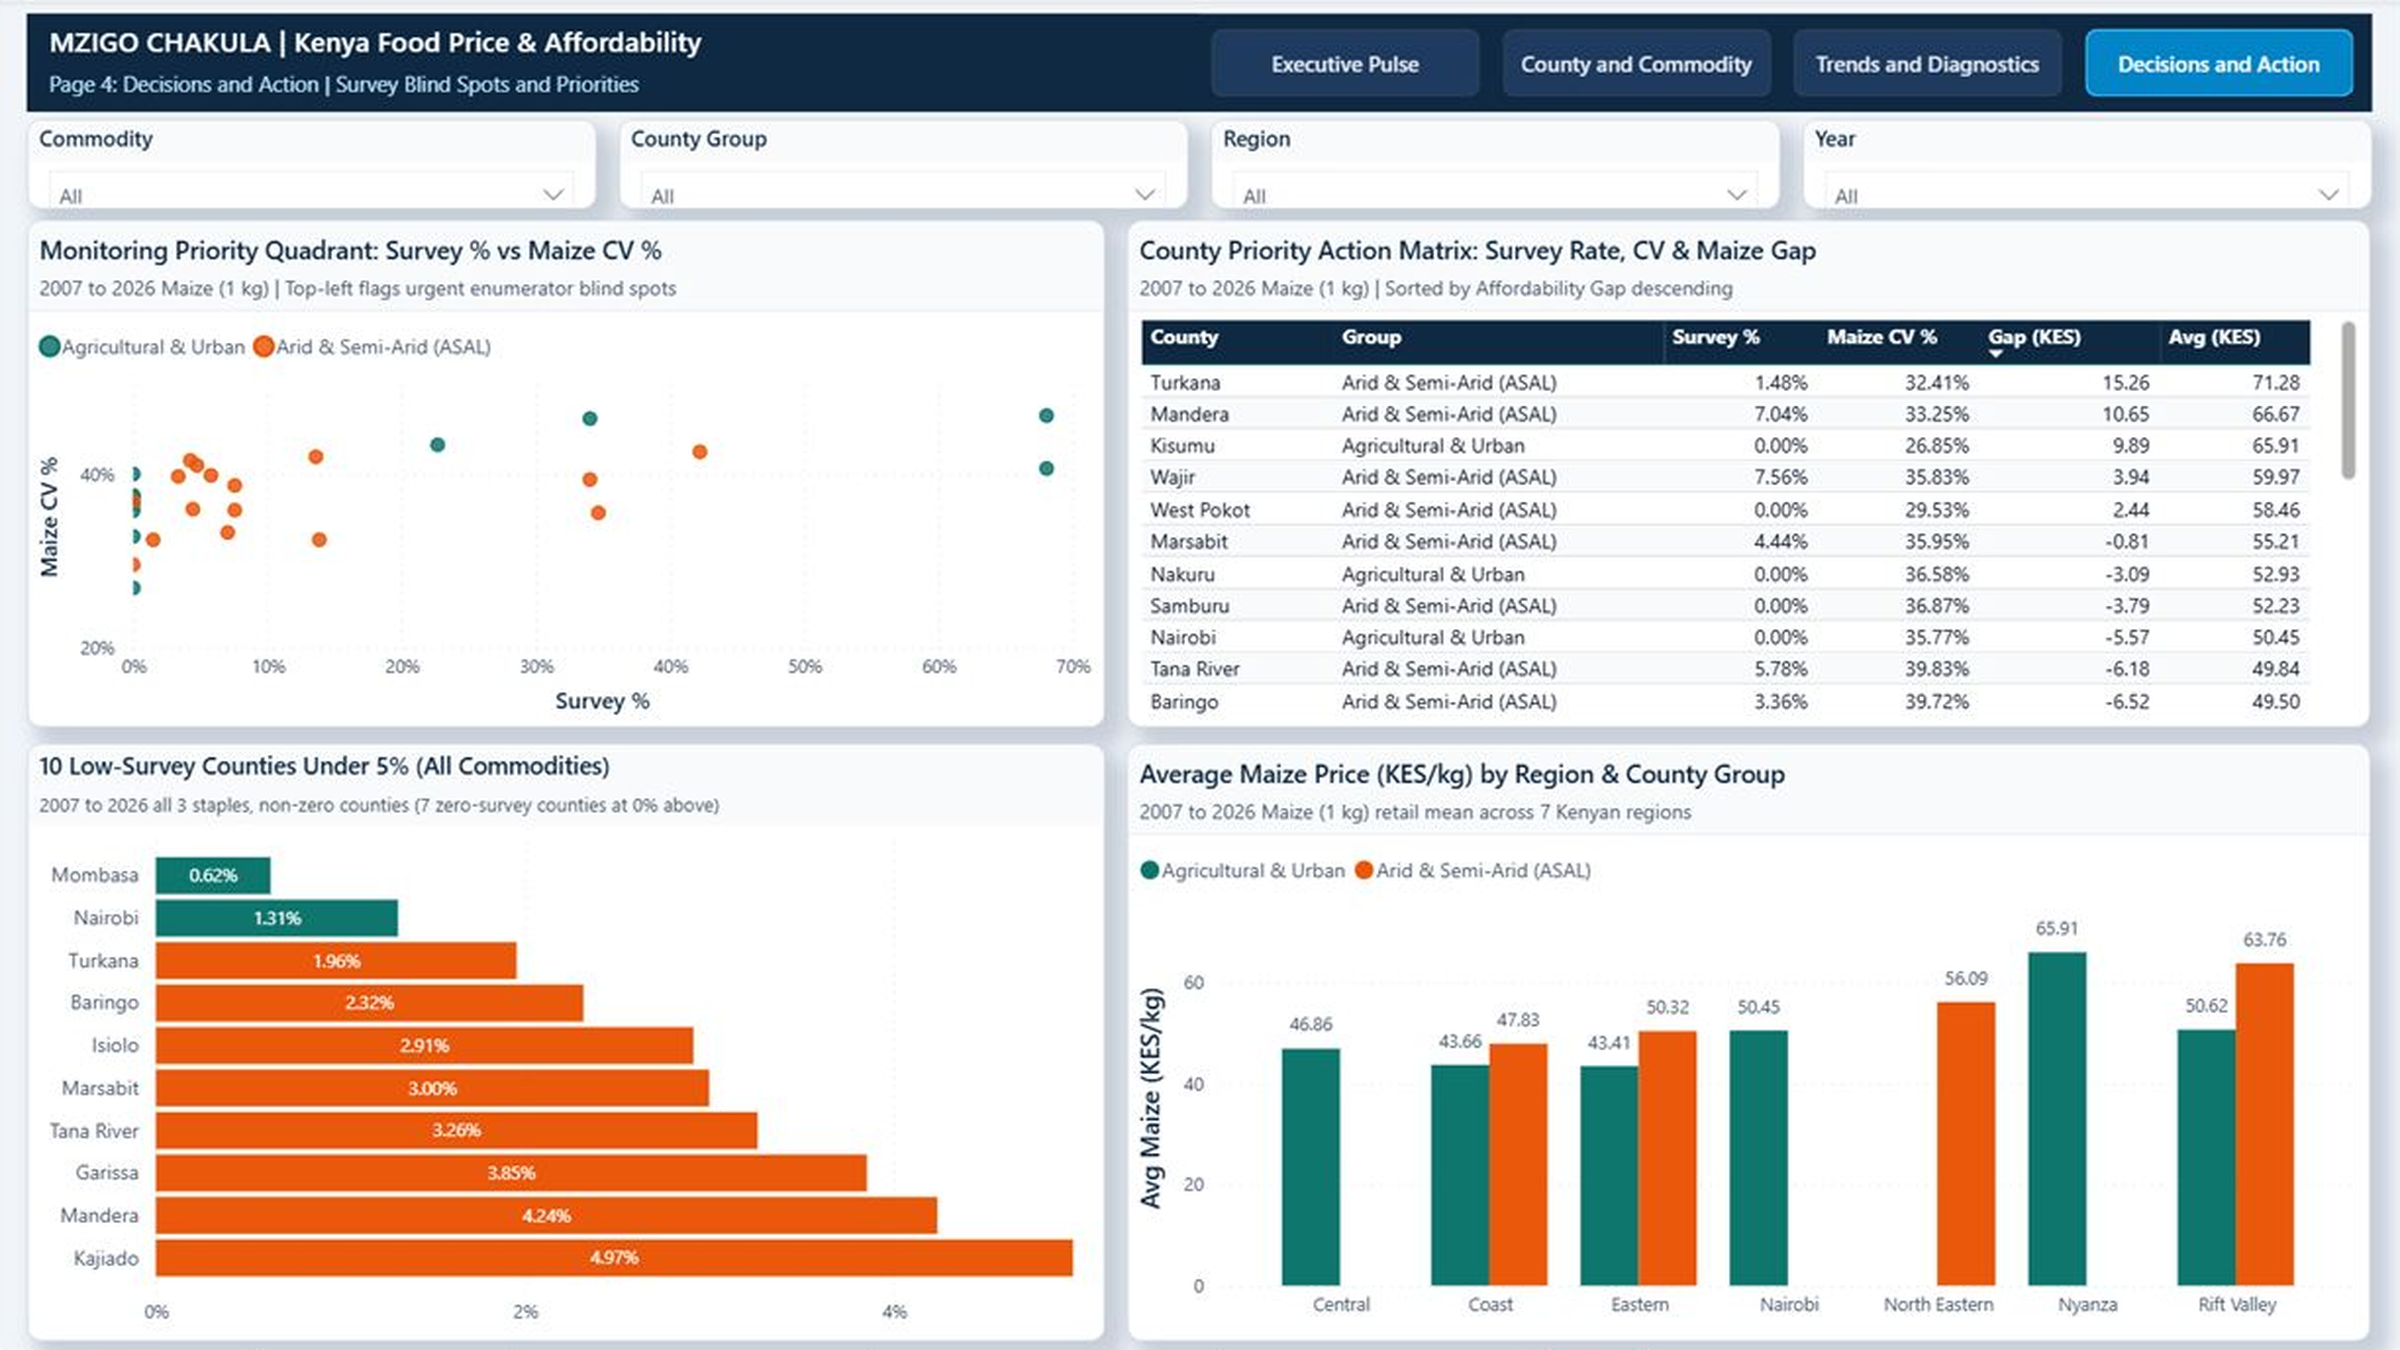 MZIGO CHAKULA | Kenya Food Price & Affordability
Page 4: Decisions and Action | Survey Blind Spots and Priorities
Executive Pulse
County and Commodity
Trends and Diagnostics
Decisions and Action
Commodity
All
County Group
All
Region
All
Year
All
Monitoring Priority Quadrant: Survey % vs Maize CV %
2007 to 2026 Maize (1 kg) | Top-left flags urgent enumerator blind spots
Agricultural & Urban Arid & Semi-Arid (ASAL)
Maize CV %
40%
20%
0% 10% 20% 30% 40% 50% 60% 70%
Survey %
County Priority Action Matrix: Survey Rate, CV & Maize Gap
2007 to 2026 Maize (1 kg) | Sorted by Affordability Gap descending
County Group Survey % Maize CV % Gap (KES) Avg (KES)
Turkana Arid & Semi-Arid (ASAL) 1.48% 32.41% 15.26 71.28
Mandera Arid & Semi-Arid (ASAL) 7.04% 33.25% 10.65 66.67
Kisumu Agricultural & Urban 0.00% 26.85% 9.89 65.91
Wajir Arid & Semi-Arid (ASAL) 7.56% 35.83% 3.94 59.97
West Pokot Arid & Semi-Arid (ASAL) 0.00% 29.53% 2.44 58.46
Marsabit Arid & Semi-Arid (ASAL) 4.44% 35.95% -0.81 55.21
Nakuru Agricultural & Urban 0.00% 36.58% -3.09 52.93
Samburu Arid & Semi-Arid (ASAL) 0.00% 36.87% -3.79 52.23
Nairobi Agricultural & Urban 0.00% 35.77% -5.57 50.45
Tana River Arid & Semi-Arid (ASAL) 5.78% 39.83% -6.18 49.84
Baringo Arid & Semi-Arid (ASAL) 3.36% 39.72% -6.52 49.50
10 Low-Survey Counties Under 5% (All Commodities)
2007 to 2026 all 3 staples, non-zero counties (7 zero-survey counties at 0% above)
Mombasa 0.62%
Nairobi 1.31%
Turkana 1.96%
Baringo 2.32%
Isiolo 2.91%
Marsabit 3.00%
Tana River 3.26%
Garissa 3.85%
Mandera 4.24%
Kajiado 4.97%
0% 2% 4%
Average Maize Price (KES/kg) by Region & County Group
2007 to 2026 Maize (1 kg) retail mean across 7 Kenyan regions
Agricultural & Urban Arid & Semi-Arid (ASAL)
Avg Maize (KES/kg)
60
40
20
0
46.86 43.66 47.83 43.41 50.32 50.45 56.09 65.91 50.62 63.76
Central Coast Eastern Nairobi North Eastern Nyanza Rift Valley